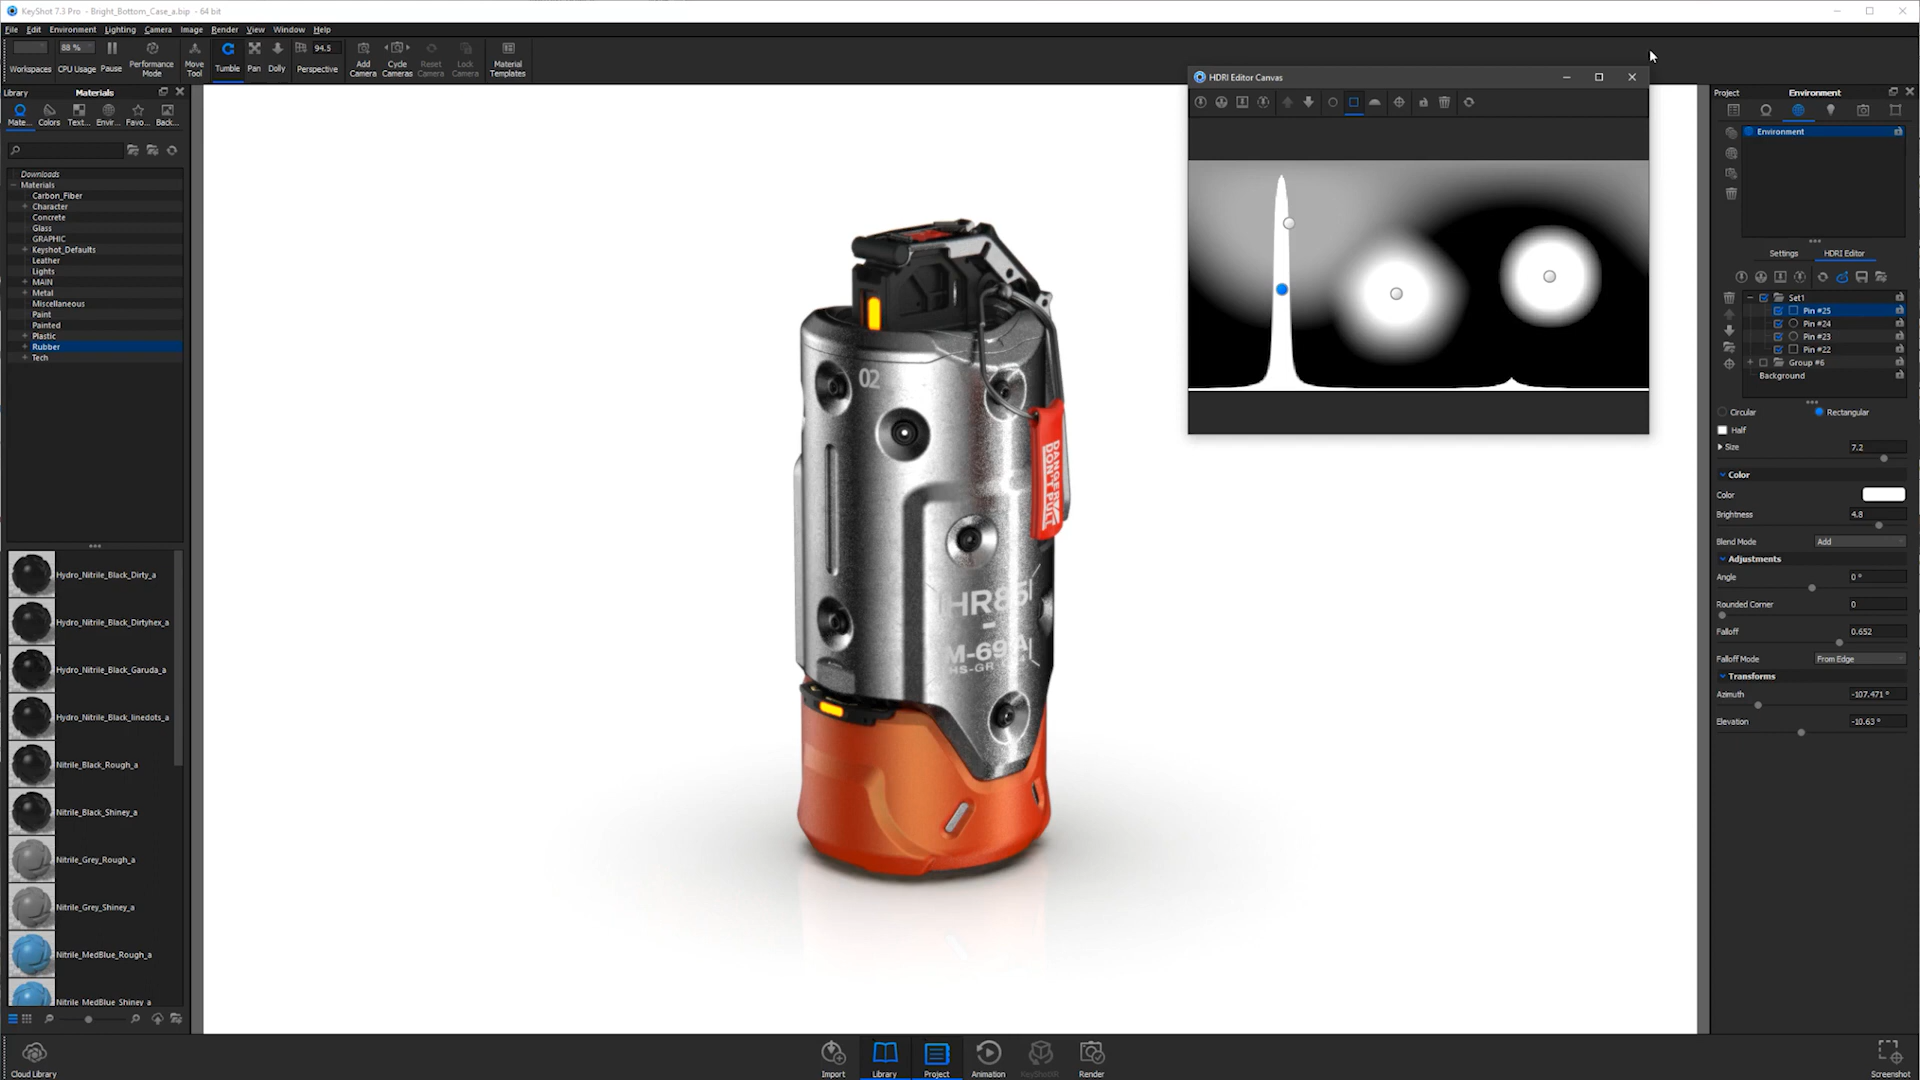 KeyShot 7.3 Pro - Bright_Bottom_Case_a.bip - 64 bit
File Edit Environment Lighting Camera Image Render View Window Help
88 % 94.5
Workspaces CPU Usage Pause Performance Mode Move Tool Tumble Pan Dolly Perspective Add Camera Cycle Cameras Reset Camera Lock Camera Material Templates
Library Materials
Mate... Colors Text... Envir... Favo... Back...
Downloads
Materials
Carbon_Fiber
Character
Concrete
Glass
GRAPHIC
Keyshot_Defaults
Leather
Lights
MAIN
Metal
Miscellaneous
Paint
Painted
Plastic
Rubber
Tech
Hydro_Nitrile_Black_Dirty_a
Hydro_Nitrile_Black_Dirtyhex_a
Hydro_Nitrile_Black_Garuda_a
Hydro_Nitrile_Black_linedots_a
Nitrile_Black_Rough_a
Nitrile_Black_Shiney_a
Nitrile_Grey_Rough_a
Nitrile_Grey_Shiney_a
Nitrile_MedBlue_Rough_a
Nitrile_MedBlue_Shiney_a
Cloud Library
02
DANGER
DON'T PULL
HR85
M-69
HS-GR
HDRI Editor Canvas
Project Environment
Environment
Settings HDRI Editor
Set1
Pin #25
Pin #24
Pin #23
Pin #22
Group #6
Background
Circular Rectangular
Half
Size 7.2
Color
Color
Brightness 4.8
Blend Mode Add
Adjustments
Angle 0 °
Rounded Corner 0
Falloff 0.652
Falloff Mode From Edge
Transforms
Azimuth -107.471 °
Elevation -10.63 °
Import Library Project Animation KeyShotXR Render
Screenshot